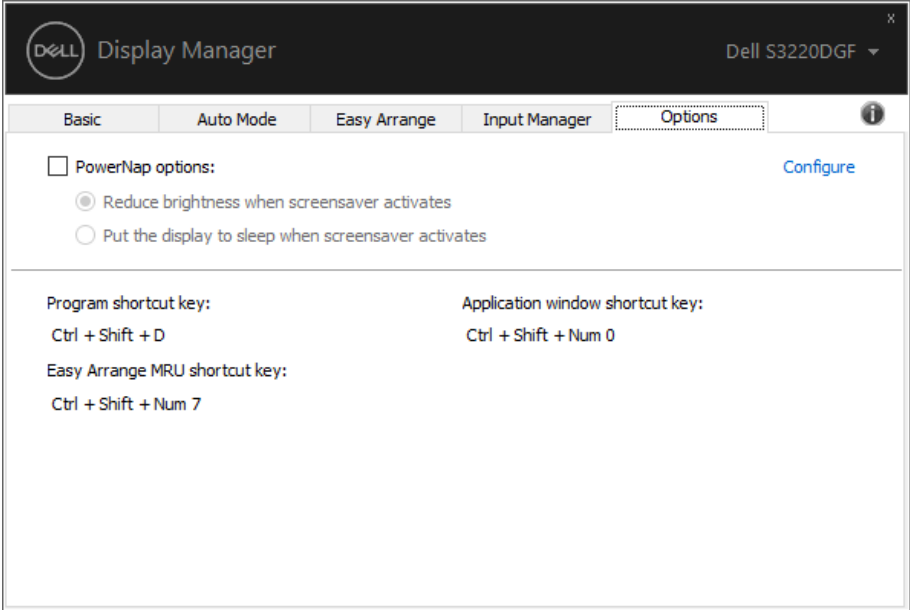 x
DELL Display Manager Dell S3220DGF
Basic Auto Mode Easy Arrange Input Manager Options i
PowerNap options: Configure
Reduce brightness when screensaver activates
Put the display to sleep when screensaver activates
Program shortcut key: Application window shortcut key:
Ctrl + Shift + D Ctrl + Shift + Num 0
Easy Arrange MRU shortcut key:
Ctrl + Shift + Num 7